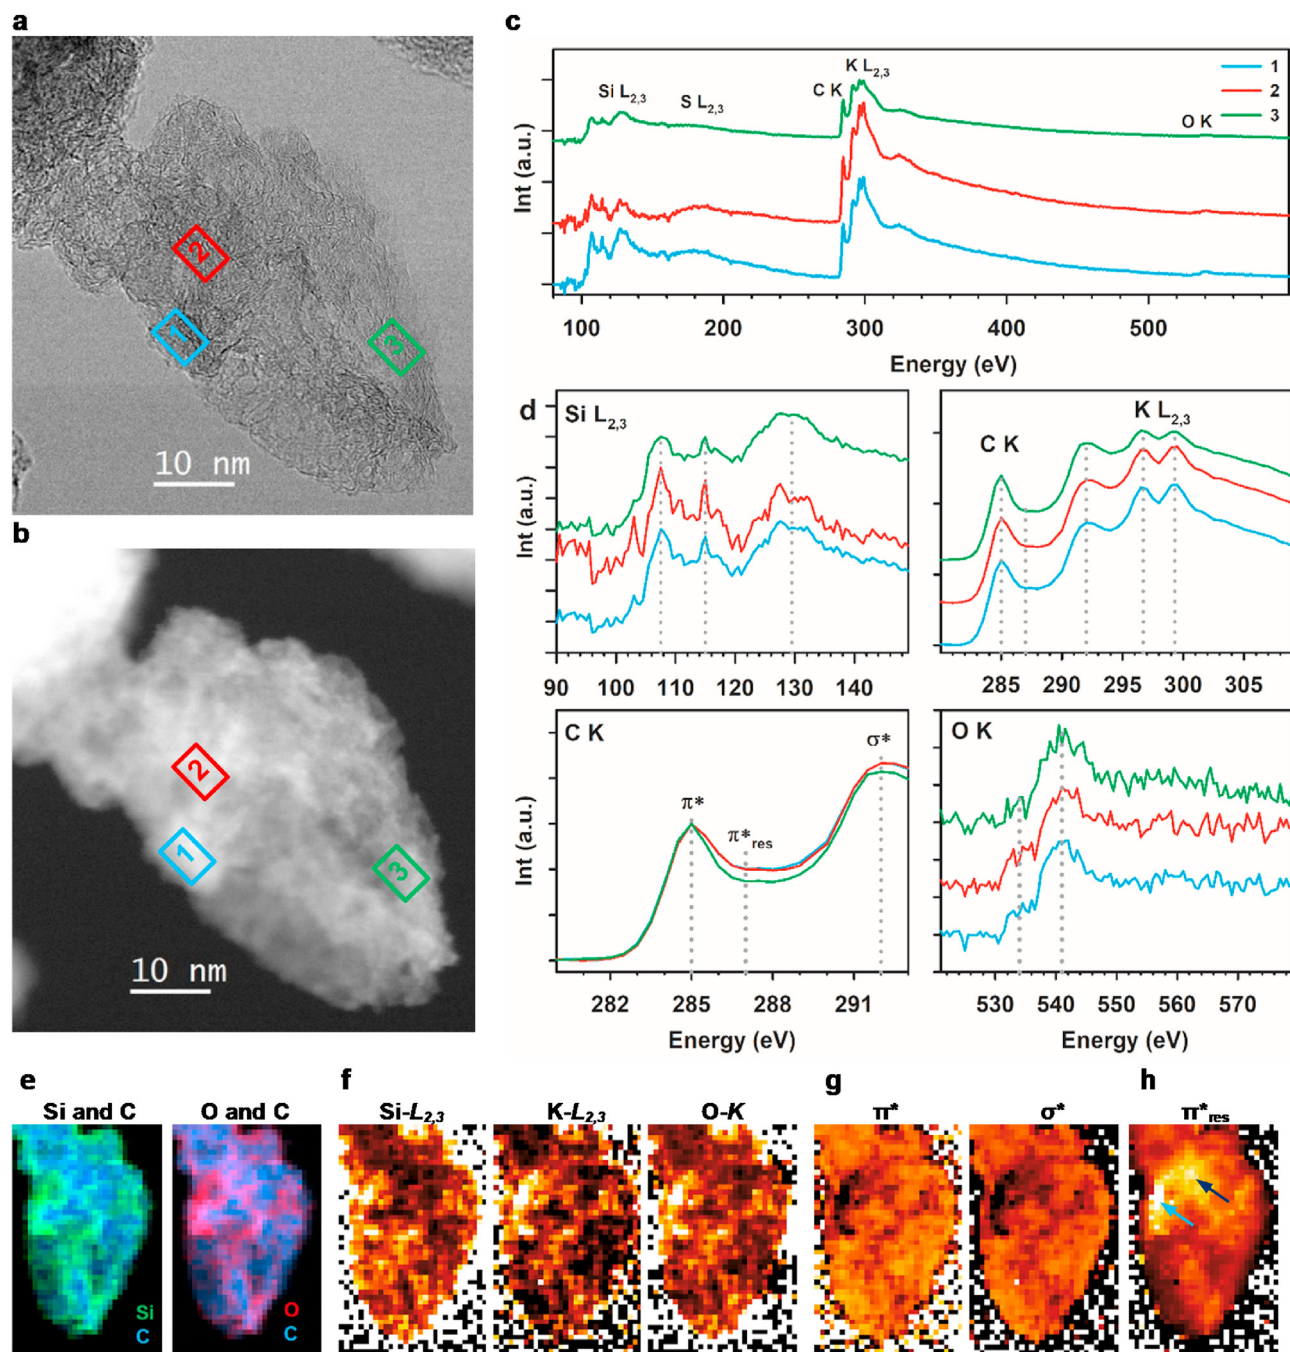 a
2
1
3
10 nm
b
2
1
3
10 nm
c
Si L2,3
S L2,3
C K
K L2,3
O K
1
2
3
Int (a.u.)
100 200 300 400 500
Energy (eV)
d
Si L2,3
Int (a.u.)
90 100 110 120 130 140
C K
K L2,3
285 290 295 300 305
C K
π*
π*res
σ*
Int (a.u.)
282 285 288 291
Energy (eV)
O K
530 540 550 560 570
Energy (eV)
e
Si and C
O and C
Si
C
O
C
f
Si-L2,3
K-L2,3
O-K
g
π*
σ*
h
π*res